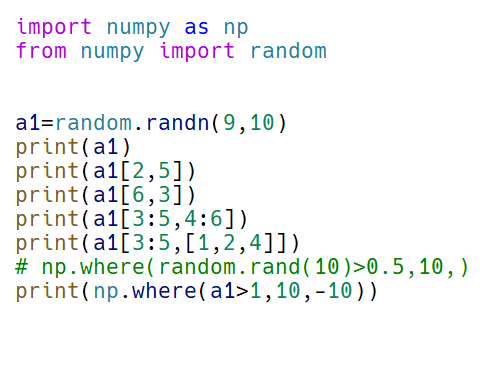 import numpy as np
from numpy import random
a1=random.randn(9,10)
print(a1)
print(a1[2,5])
print(a1[6,3])
print(a1[3:5,4:6])
print(a1[3:5,[1,2,4]])
# np.where(random.rand(10)>0.5,10,)
print(np.where(a1>1,10,-10))